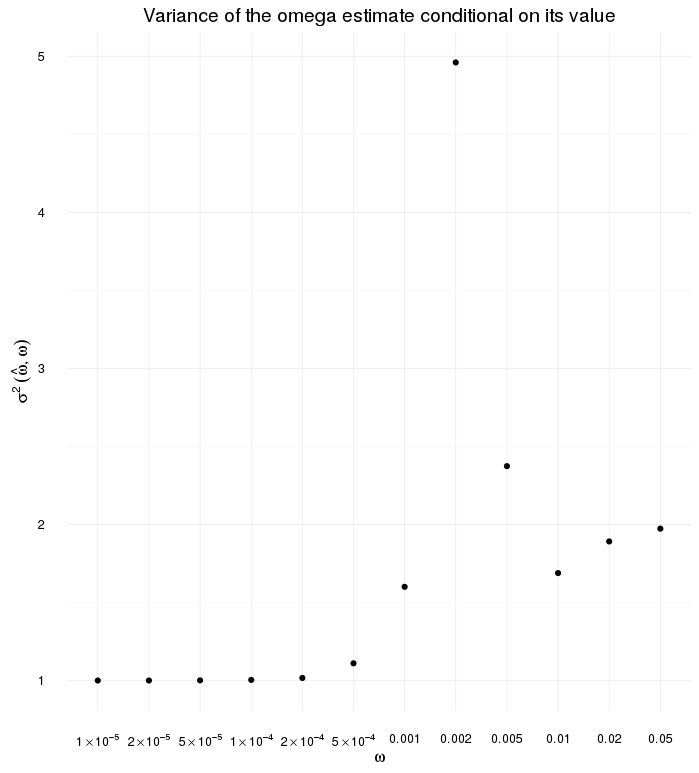 Variance of the omega estimate conditional on its value
5
4
3
2
1
σ² (ω̂, ω)
1×10⁻⁵ 2×10⁻⁵ 5×10⁻⁵ 1×10⁻⁴ 2×10⁻⁴ 5×10⁻⁴ 0.001 0.002 0.005 0.01 0.02 0.05
ω